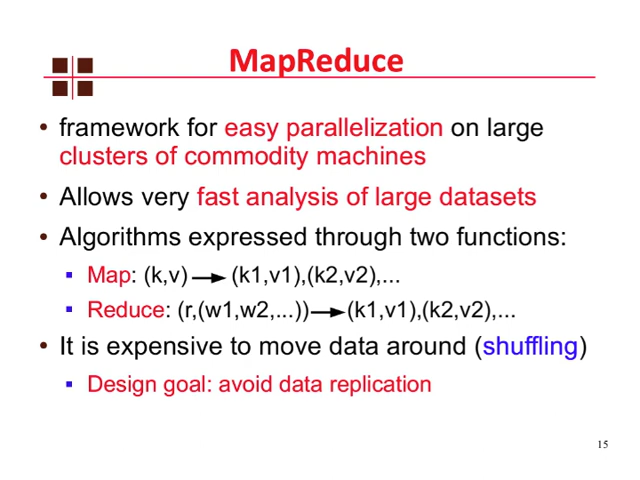 MapReduce
• framework for easy parallelization on large
clusters of commodity machines
• Allows very fast analysis of large datasets
• Algorithms expressed through two functions:
▪ Map: (k,v) → (k1,v1),(k2,v2),...
▪ Reduce: (r,(w1,w2,...)) → (k1,v1),(k2,v2),...
• It is expensive to move data around (shuffling)
▪ Design goal: avoid data replication
15